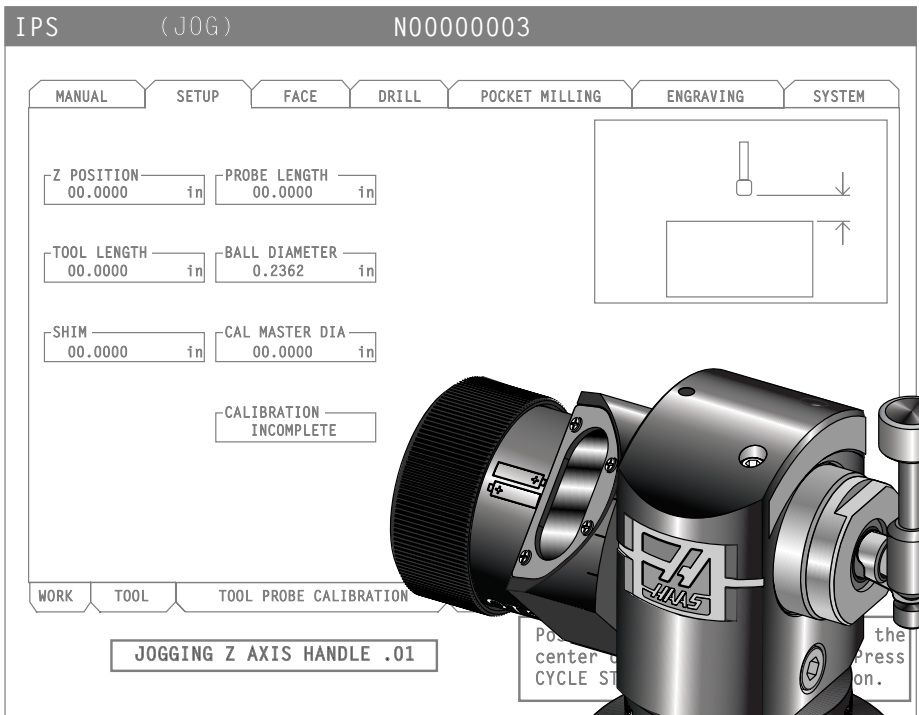 IPS (JOG) N00000003
MANUAL SETUP FACE DRILL POCKET MILLING ENGRAVING SYSTEM
Z POSITION PROBE LENGTH
00.0000 in 00.0000 in
TOOL LENGTH BALL DIAMETER
00.0000 in 0.2362 in
SHIM CAL MASTER DIA
00.0000 in 00.0000 in
CALIBRATION
INCOMPLETE
HAAS
WORK TOOL TOOL PROBE CALIBRATION
JOGGING Z AXIS HANDLE .01
the
center Press
CYCLE on.